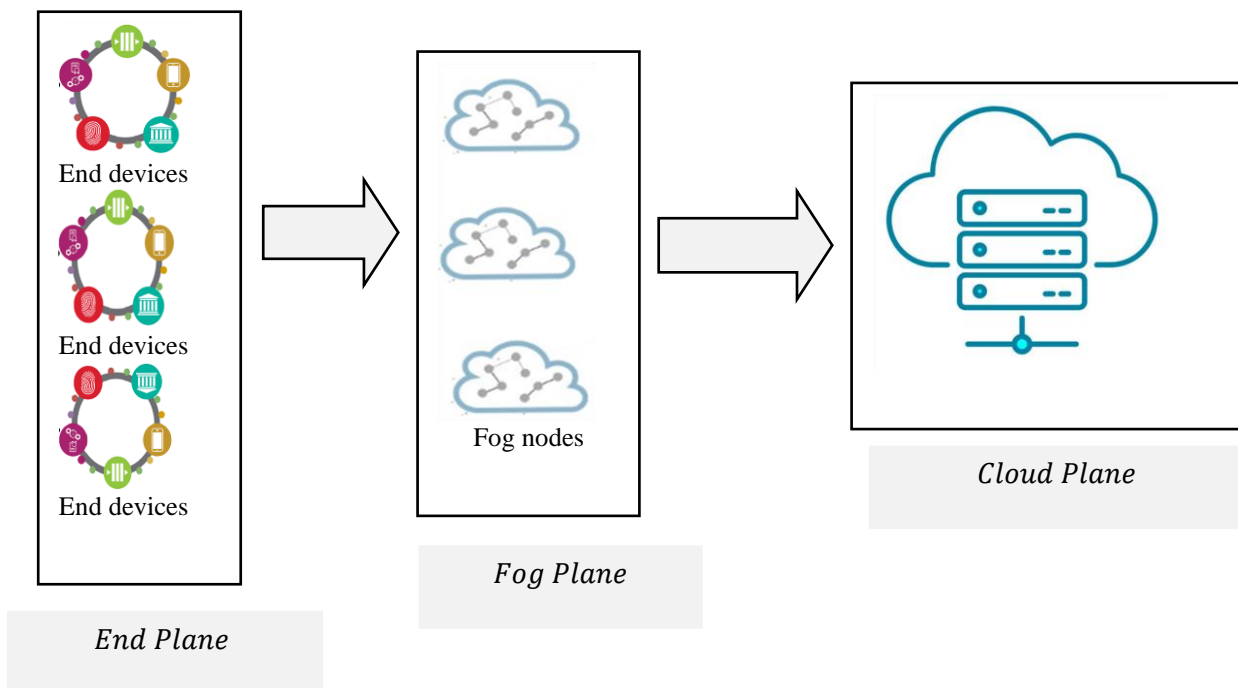 End devices
End devices
End devices
End Plane
Fog nodes
Fog Plane
Cloud Plane